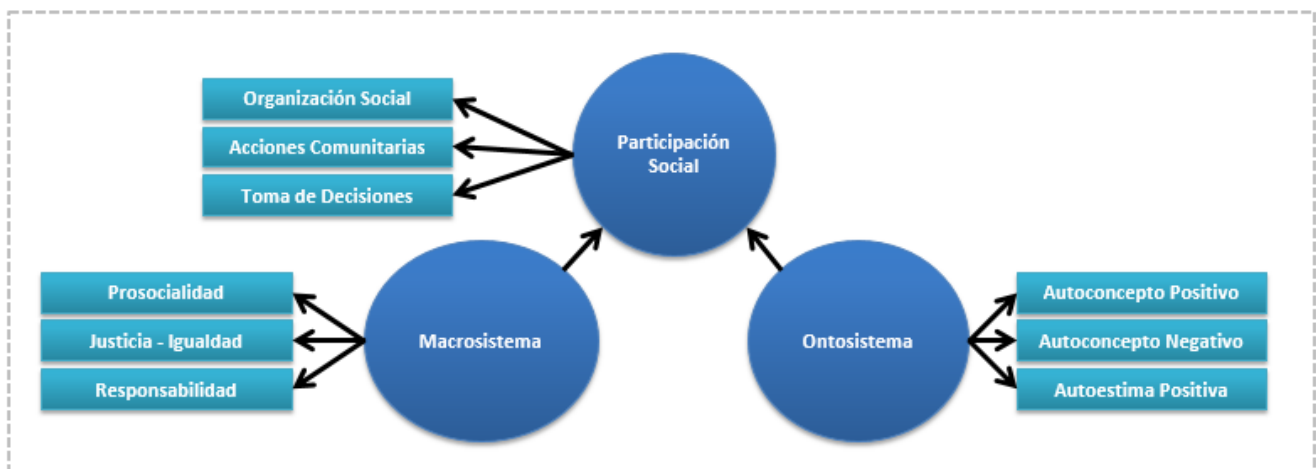 Organización Social
Acciones Comunitarias
Toma de Decisiones
Participación
Social
Prosocialidad
Justicia - Igualdad
Responsabilidad
Macrosistema
Ontosistema
Autoconcepto Positivo
Autoconcepto Negativo
Autoestima Positiva